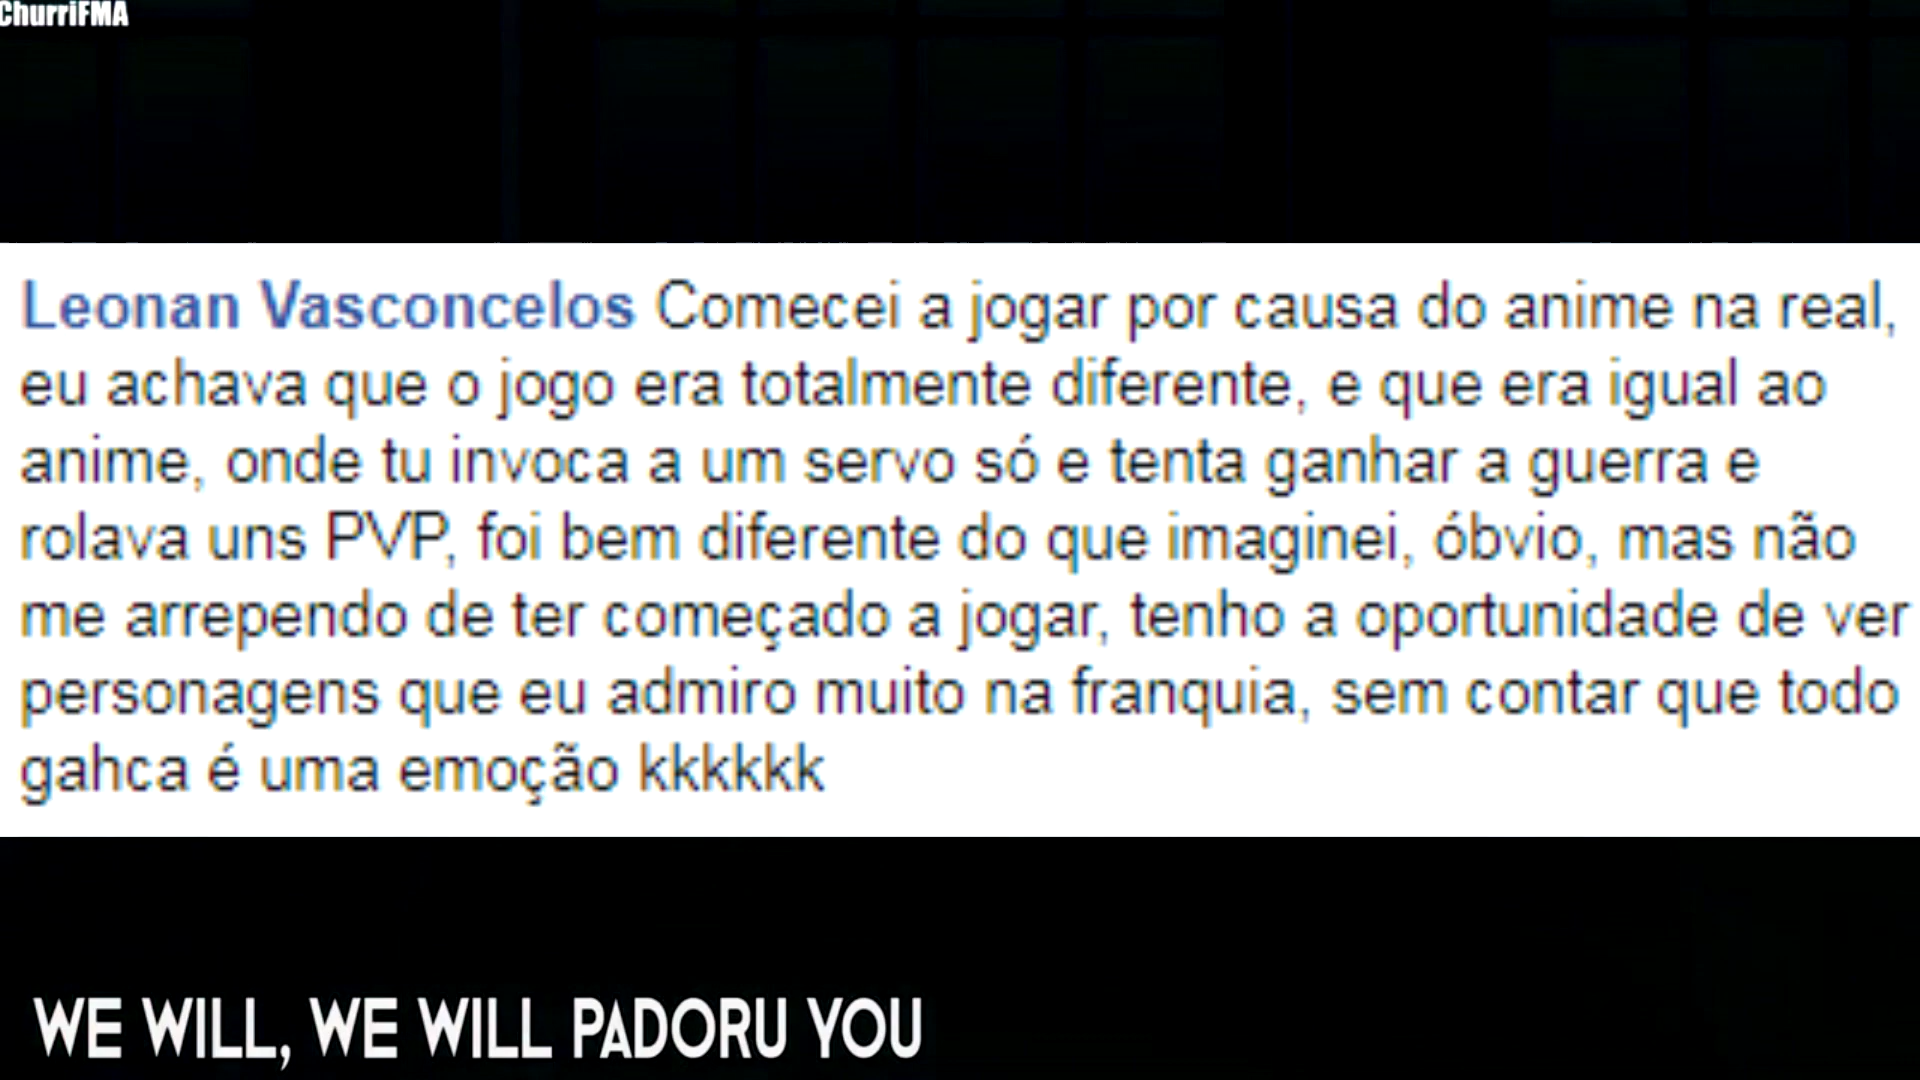 ChurriFMA
Leonan Vasconcelos Comecei a jogar por causa do anime na real,
eu achava que o jogo era totalmente diferente, e que era igual ao
anime, onde tu invoca a um servo só e tenta ganhar a guerra e
rolava uns PVP, foi bem diferente do que imaginei, óbvio, mas não
me arrependo de ter começado a jogar, tenho a oportunidade de ver
personagens que eu admiro muito na franquia, sem contar que todo
gahca é uma emoção kkkkkk
WE WILL, WE WILL PADORU YOU